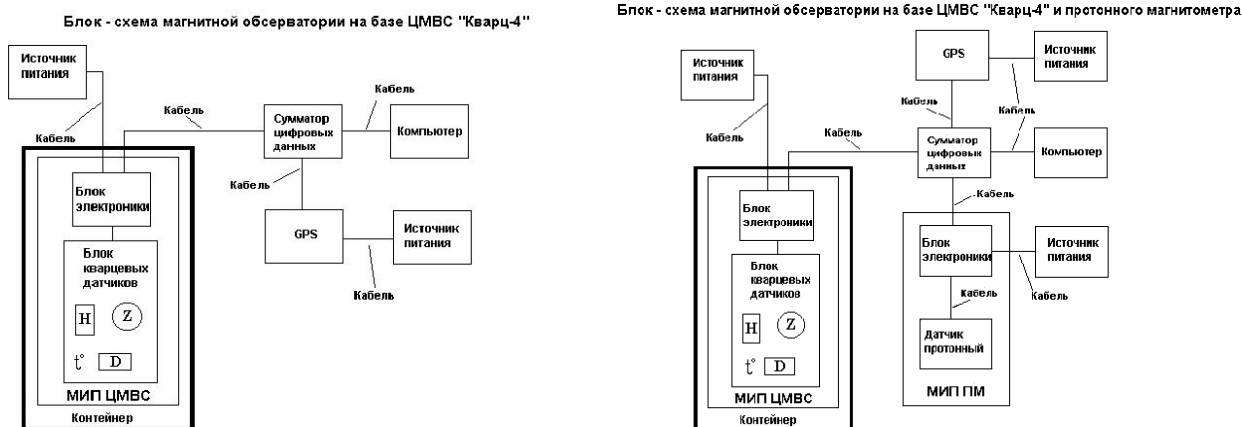 Блок - схема магнитной обсерватории на базе ЦМВС "Кварц-4"
Источник
питания
Кабель
Кабель
Сумматор
цифровых
данных
Кабель
Компьютер
Кабель
GPS
Источник
питания
Кабель
Блок
электроники
Блок
кварцевых
датчиков
H
Z
t°
D
МИП ЦМВС
Контейнер
Блок - схема магнитной обсерватории на базе ЦМВС "Кварц-4" и протонного магнитометра
GPS
Источник
питания
Источник
питания
Кабель
Кабель
Кабель
Кабель
Сумматор
цифровых
данных
Компьютер
Кабель
Блок
электроники
Блок
электроники
Источник
питания
Кабель
Блок
кварцевых
датчиков
Кабель
H
Z
t°
D
Датчик
протонный
МИП ЦМВС
МИП ПМ
Контейнер